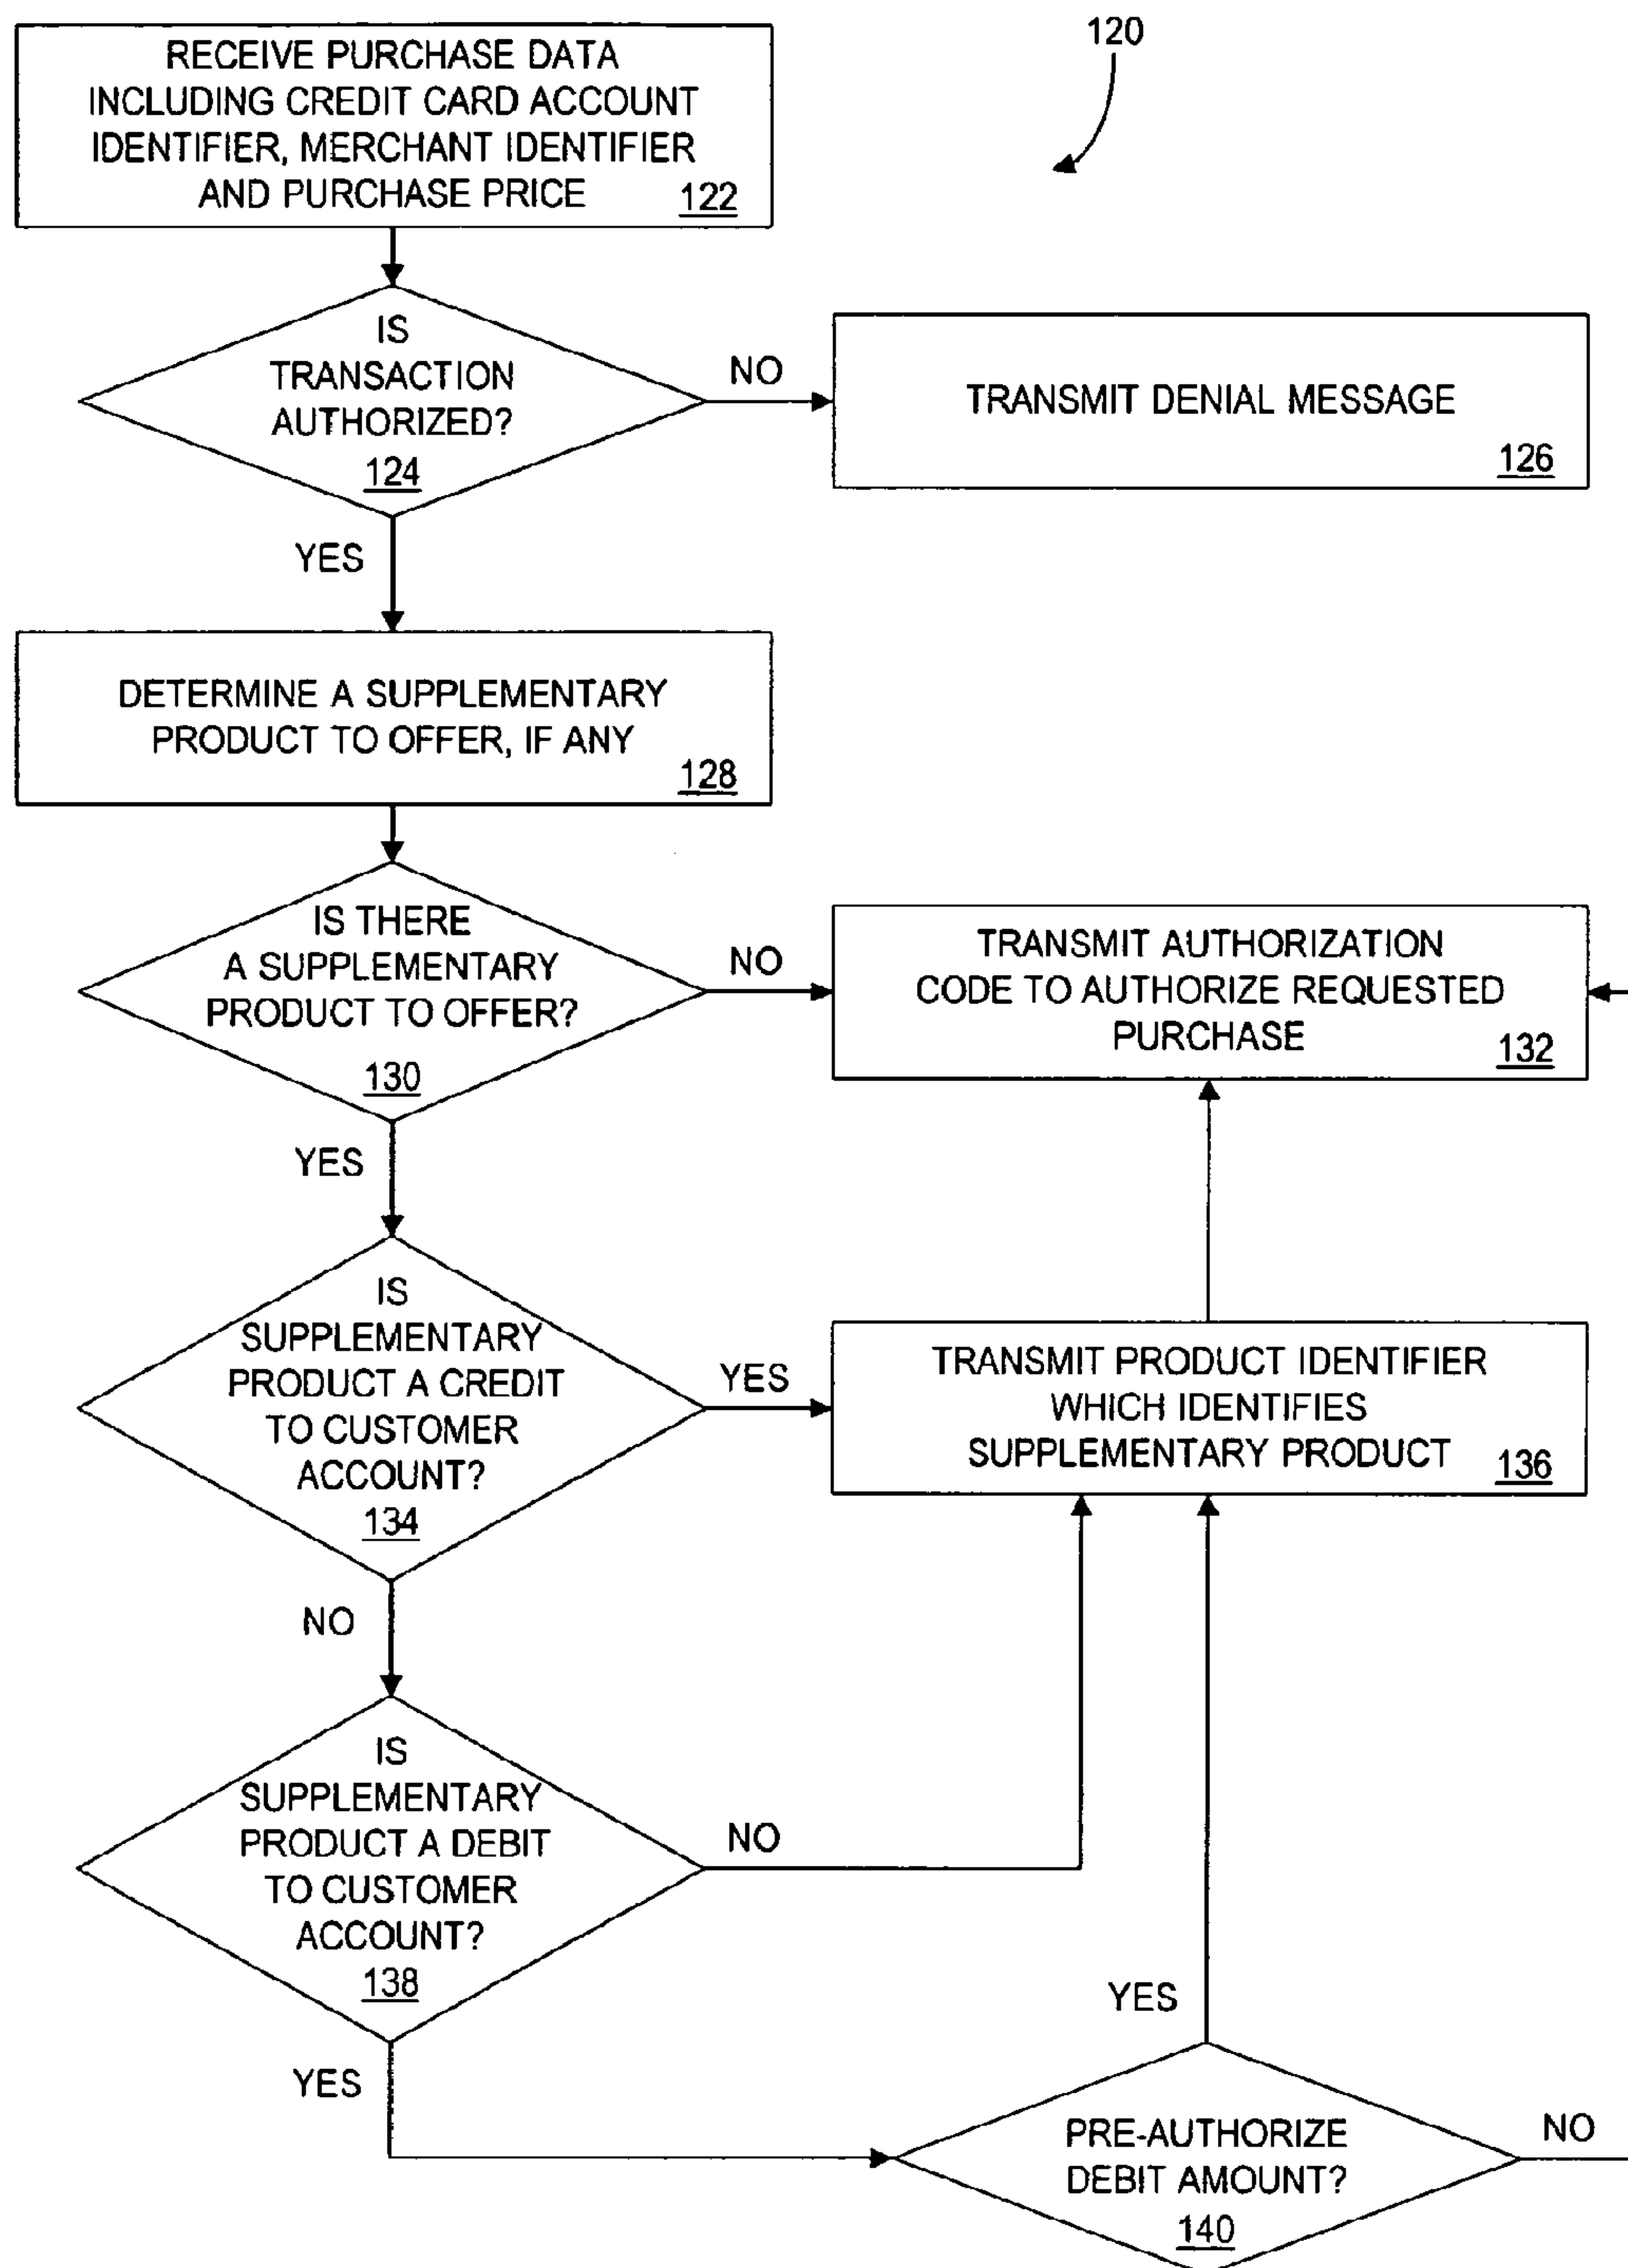 120
RECEIVE PURCHASE DATA
INCLUDING CREDIT CARD ACCOUNT
IDENTIFIER, MERCHANT IDENTIFIER
AND PURCHASE PRICE
122
IS
TRANSACTION
AUTHORIZED?
124
NO
TRANSMIT DENIAL MESSAGE
126
YES
DETERMINE A SUPPLEMENTARY
PRODUCT TO OFFER, IF ANY
128
IS THERE
A SUPPLEMENTARY
PRODUCT TO OFFER?
130
NO
TRANSMIT AUTHORIZATION
CODE TO AUTHORIZE REQUESTED
PURCHASE
132
YES
IS
SUPPLEMENTARY
PRODUCT A CREDIT
TO CUSTOMER
ACCOUNT?
134
YES
TRANSMIT PRODUCT IDENTIFIER
WHICH IDENTIFIES
SUPPLEMENTARY PRODUCT
136
NO
IS
SUPPLEMENTARY
PRODUCT A DEBIT
TO CUSTOMER
ACCOUNT?
138
NO
YES
YES
PRE-AUTHORIZE
DEBIT AMOUNT?
140
NO